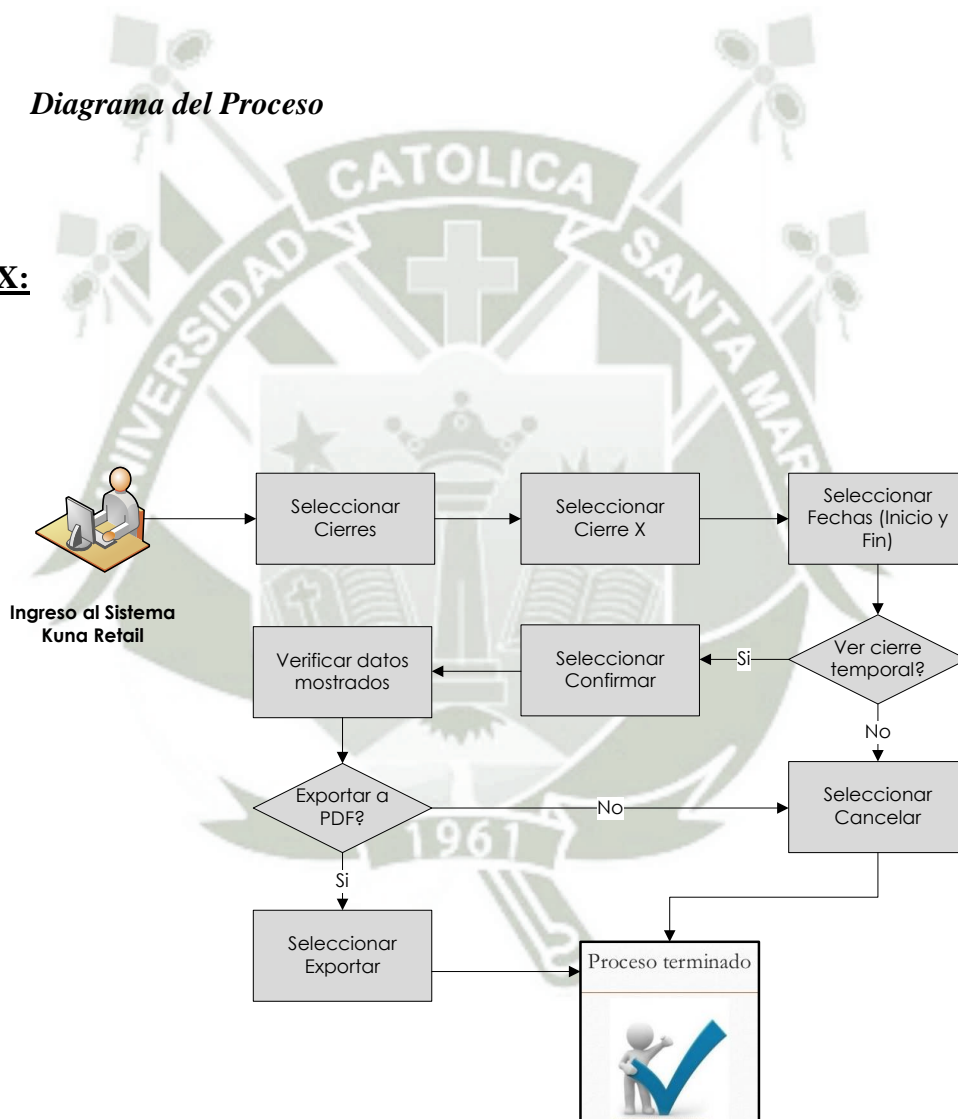 Diagrama del Proceso
CATOLICA
UNIVERSIDAD
SANTA MAR
X:
Seleccionar
Cierres
Seleccionar
Cierre X
Seleccionar
Fechas (Inicio y
Fin)
Ingreso al Sistema
Kuna Retail
Verificar datos
mostrados
Seleccionar
Confirmar
Si
Ver cierre
temporal?
No
Exportar a
PDF?
No
Seleccionar
Cancelar
1961
Si
Seleccionar
Exportar
Proceso terminado